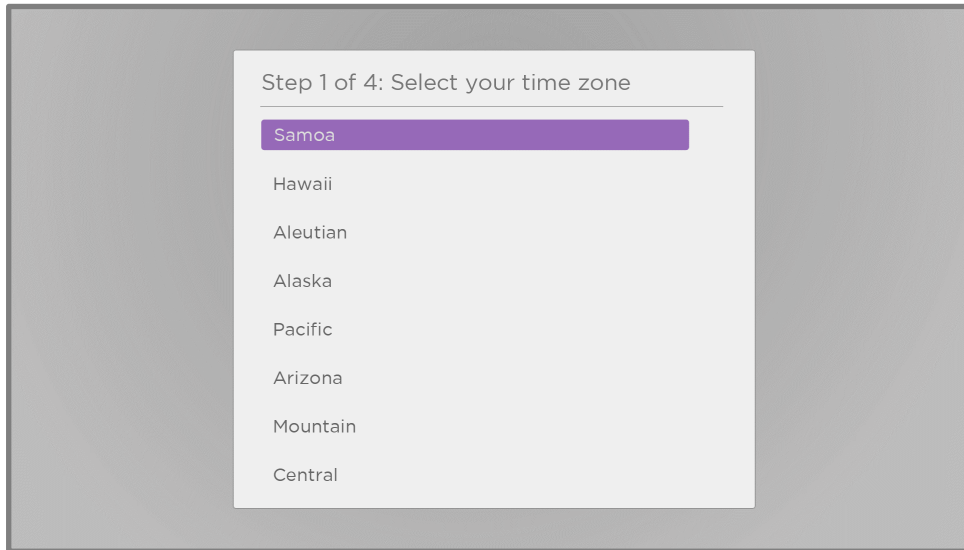 Step 1 of 4: Select your time zone
Samoa
Hawaii
Aleutian
Alaska
Pacific
Arizona
Mountain
Central